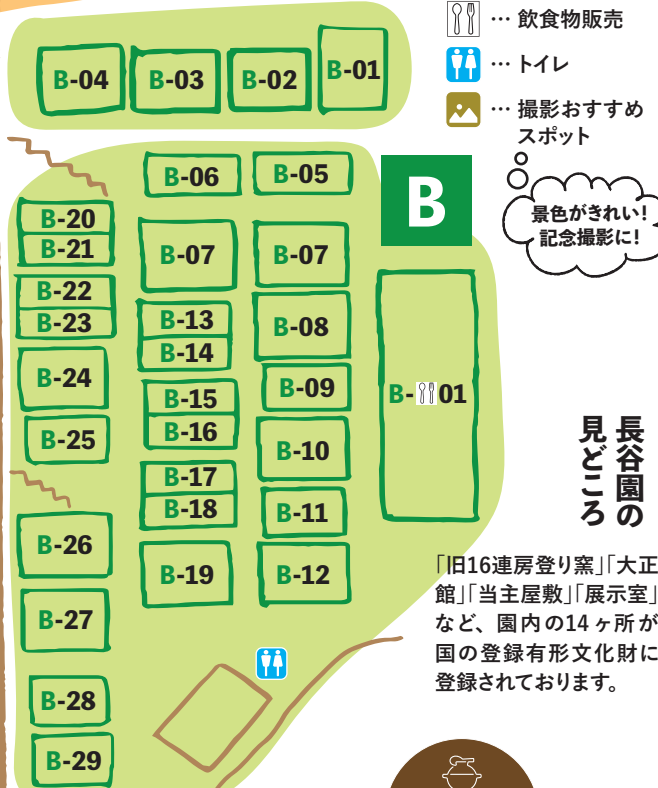 … 飲食物販売
… トイレ
… 撮影おすすめ
スポット
景色がきれい!
記念撮影に!
B-04
B-03
B-02
B-01
B-06
B-05
B
B-20
B-21
B-07
B-07
B-22
B-23
B-13
B-14
B-08
B-24
B-15
B-16
B-09
B-01
B-25
B-10
B-17
B-18
B-11
B-26
B-19
B-12
B-27
B-28
B-29
長谷園の
見どころ
「旧16連房登り窯」「大正
館」「当主屋敷」「展示室」
など、園内の14ヶ所が
国の登録有形文化財に
登録されております。